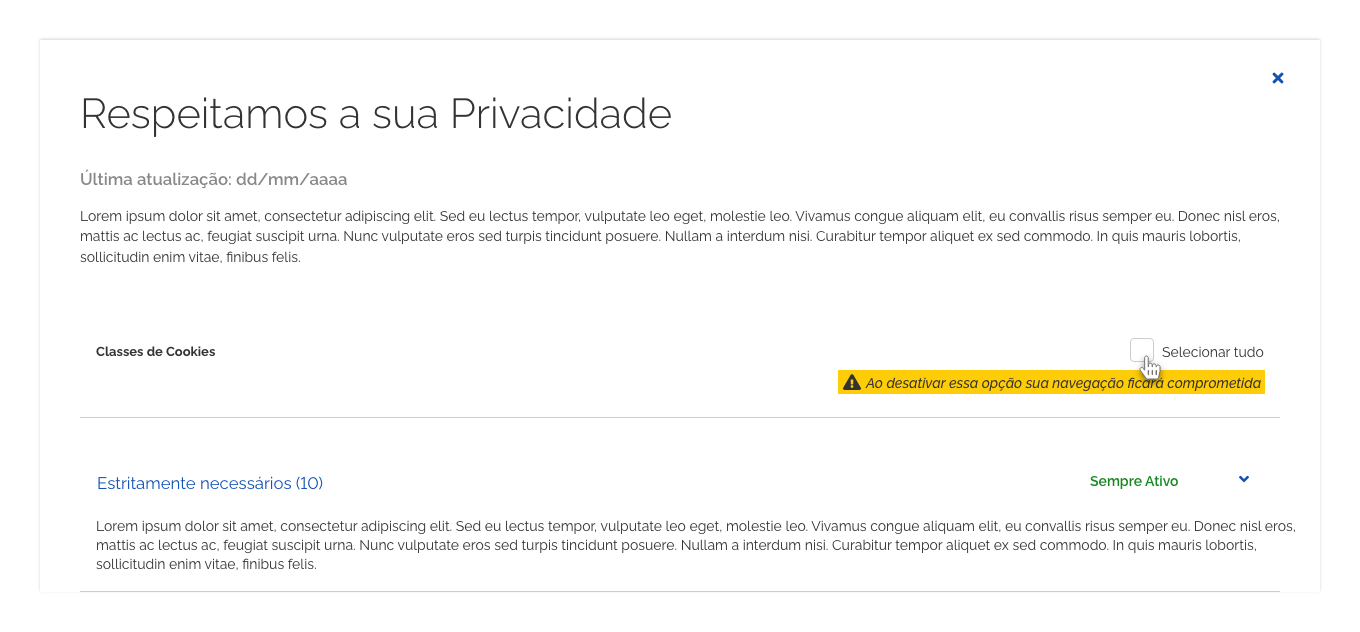 Respeitamos a sua Privacidade
Última atualização: dd/mm/aaaa
Lorem ipsum dolor sit amet, consectetur adipiscing elit. Sed eu lectus tempor, vulputate leo eget, molestie leo. Vivamus congue aliquam elit, eu convallis risus semper eu. Donec nisl eros,
mattis ac lectus ac, feugiat suscipit urna. Nunc vulputate eros sed turpis tincidunt posuere. Nullam a interdum nisi. Curabitur tempor aliquet ex sed commodo. In quis mauris lobortis,
sollicitudin enim vitae, finibus felis.
Classes de Cookies
Selecionar tudo
Ao desativar essa opção sua navegação ficará comprometida
Estritamente necessários (10)
Sempre Ativo
Lorem ipsum dolor sit amet, consectetur adipiscing elit. Sed eu lectus tempor, vulputate leo eget, molestie leo. Vivamus congue aliquam elit, eu convallis risus semper eu. Donec nisl eros,
mattis ac lectus ac, feugiat suscipit urna. Nunc vulputate eros sed turpis tincidunt posuere. Nullam a interdum nisi. Curabitur tempor aliquet ex sed commodo. In quis mauris lobortis,
sollicitudin enim vitae, finibus felis.